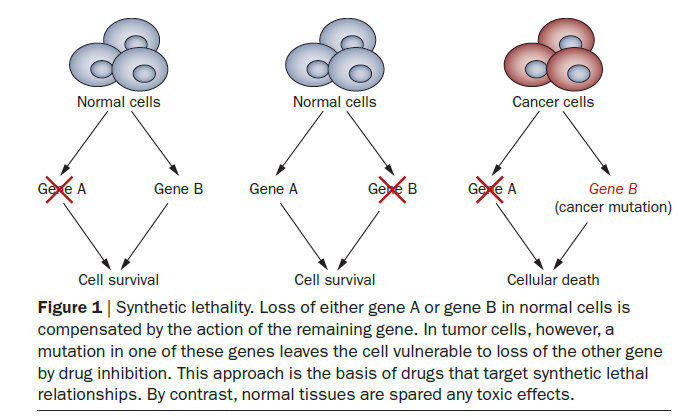 Normal cells Normal cells Cancer cells
Gene A Gene B Gene A Gene B Gene A Gene B
(cancer mutation)
Cell survival Cell survival Cellular death
Figure 1 | Synthetic lethality. Loss of either gene A or gene B in normal cells is
compensated by the action of the remaining gene. In tumor cells, however, a
mutation in one of these genes leaves the cell vulnerable to loss of the other gene
by drug inhibition. This approach is the basis of drugs that target synthetic lethal
relationships. By contrast, normal tissues are spared any toxic effects.